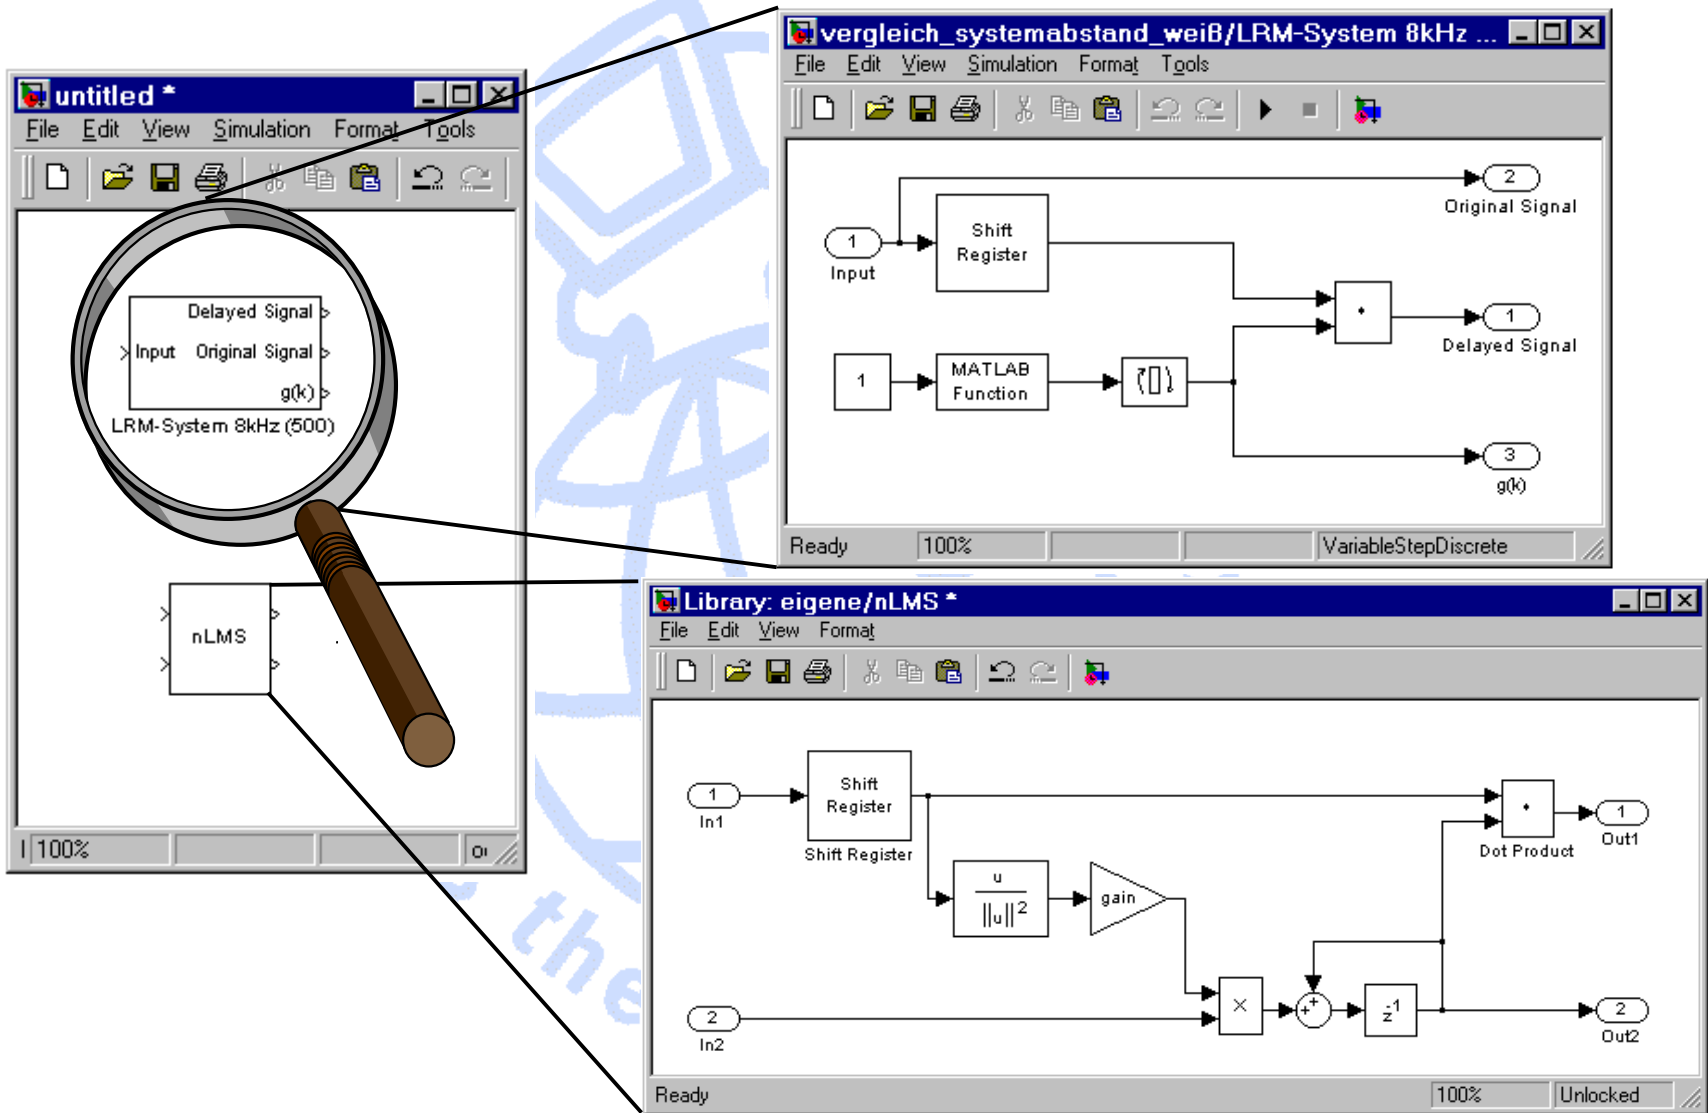 untitled *
File Edit View Simulation Format Tools
Delayed Signal
Input Original Signal
g(k)
LRM-System 8kHz (500)
nLMS
100%
vergleich_systemabstand_weiß/LRM-System 8kHz ...
File Edit View Simulation Format Tools
2
Original Signal
Shift
Register
1
Input
1
Delayed Signal
1
MATLAB
Function
3
g(k)
Ready 100% VariableStepDiscrete
Library: eigene/nLMS *
File Edit View Format
1
In1
Shift
Register
Shift Register
Dot Product
1
Out1
u
||u||²
gain
2
In2
×
+
+
z⁻¹
2
Out2
Ready 100% Unlocked
the